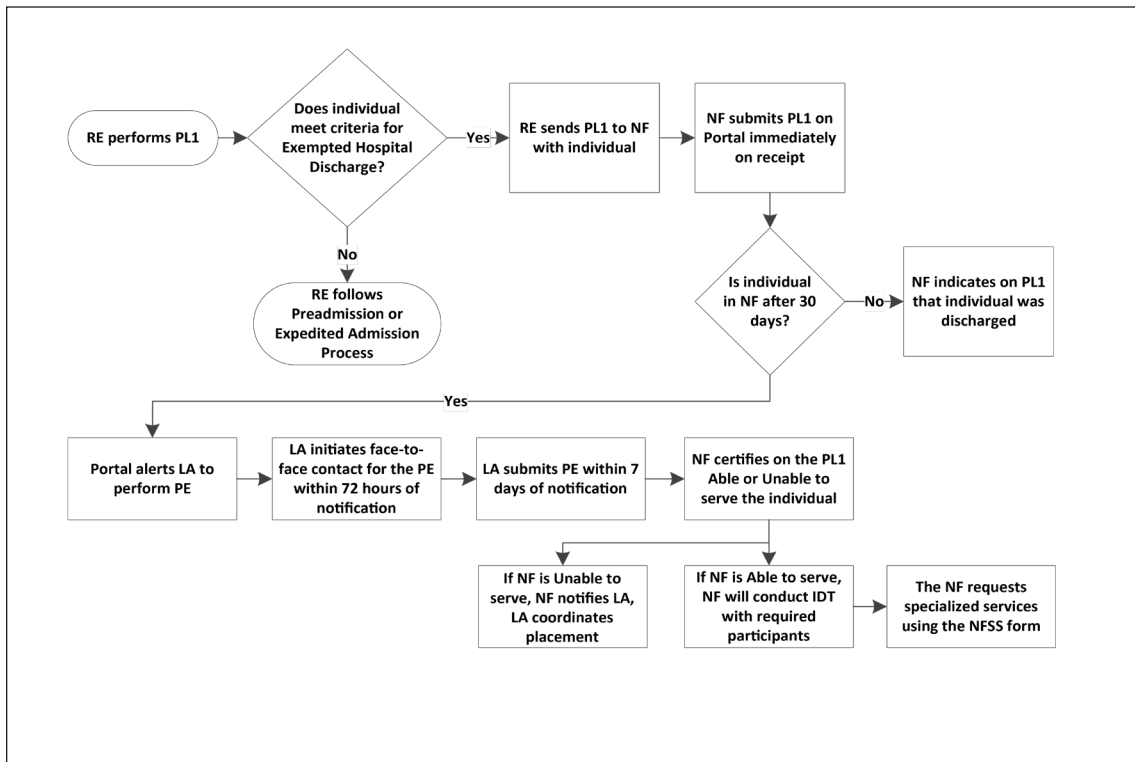 RE performs PL1
Does individual
meet criteria for
Exempted Hospital
Discharge?
Yes
RE sends PL1 to NF
with individual
NF submits PL1 on
Portal immediately
on receipt
No
RE follows
Preadmission or
Expedited Admission
Process
Is individual
in NF after 30
days?
No
NF indicates on PL1
that individual was
discharged
Yes
Portal alerts LA to
perform PE
LA initiates face-to-
face contact for the PE
within 72 hours of
notification
LA submits PE within 7
days of notification
NF certifies on the PL1
Able or Unable to
serve the individual
If NF is Unable to
serve, NF notifies LA,
LA coordinates
placement
If NF is Able to serve,
NF will conduct IDT
with required
participants
The NF requests
specialized services
using the NFSS form